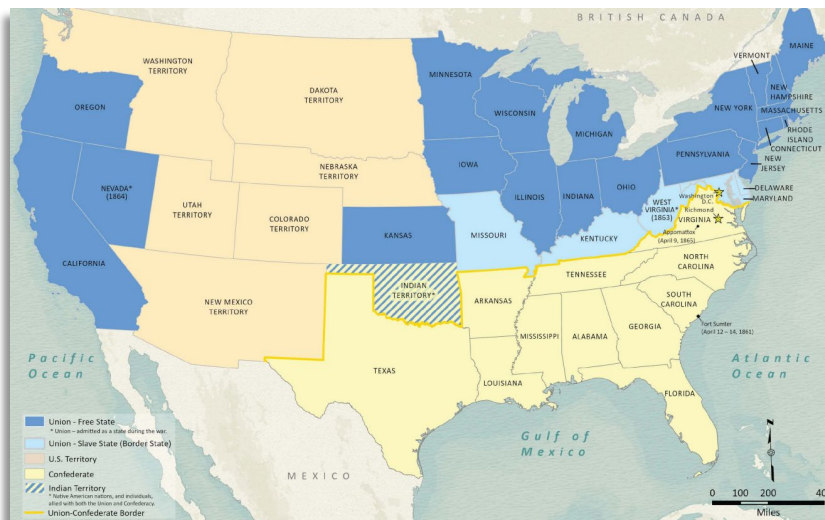 BRITISH CANADA
WASHINGTON
TERRITORY
DAKOTA
TERRITORY
MINNESOTA
VERMONT
MAINE
OREGON
WISCONSIN
MICHIGAN
NEW YORK
NEW
HAMPSHIRE
MASSACHUSETTS
RHODE
ISLAND
CONNECTICUT
NEBRASKA
TERRITORY
IOWA
PENNSYLVANIA
NEW
JERSEY
NEVADA*
(1864)
UTAH
TERRITORY
COLORADO
TERRITORY
ILLINOIS
INDIANA
OHIO
DELAWARE
MARYLAND
WEST
VIRGINIA*
(1863)
Washington
D.C.
Richmond
VIRGINIA
Appomattox
(April 9, 1865)
CALIFORNIA
KANSAS
MISSOURI
KENTUCKY
NEW MEXICO
TERRITORY
INDIAN
TERRITORY*
ARKANSAS
TENNESSEE
NORTH
CAROLINA
SOUTH
CAROLINA
Fort Sumter
(April 12 – 14, 1861)
MISSISSIPPI
ALABAMA
GEORGIA
TEXAS
LOUISIANA
FLORIDA
Pacific
Ocean
Atlantic
Ocean
Gulf of
Mexico
MEXICO
Union - Free State
* Union – admitted as a state during the war.
Union - Slave State (Border State)
U.S. Territory
Confederate
Indian Territory
* Native American nations, and individuals,
allied with both the Union and Confederacy.
Union-Confederate Border
N
0 100 200 40
Miles